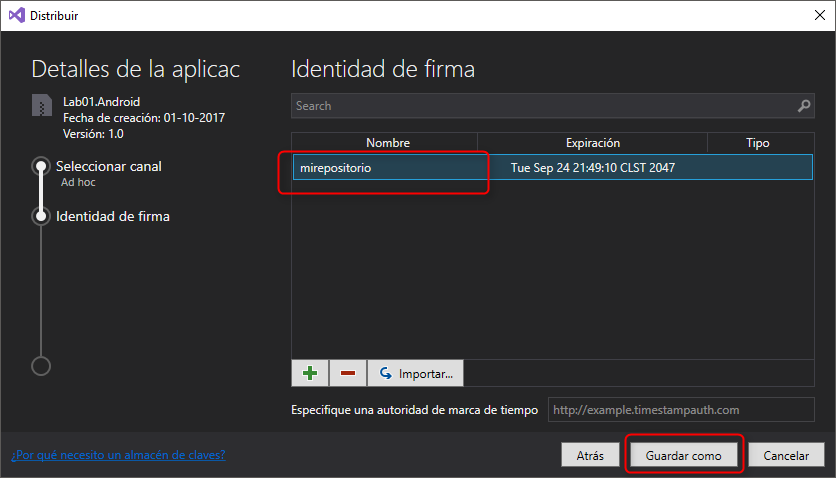 Distribuir
Detalles de la aplicac
Lab01.Android
Fecha de creación: 01-10-2017
Versión: 1.0
Seleccionar canal
Ad hoc
Identidad de firma
Identidad de firma
Search
Nombre Expiración Tipo
mirepositorio Tue Sep 24 21:49:10 CLST 2047
Importar...
Especifique una autoridad de marca de tiempo http://example.timestampauth.com
¿Por qué necesito un almacén de claves? Atrás Guardar como Cancelar